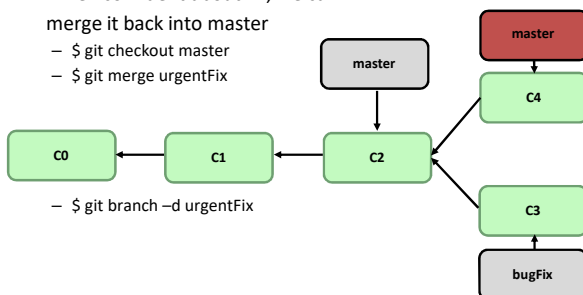 merge it back into master
– $ git checkout master
– $ git merge urgentFix
master
master
C4
C0
C1
C2
– $ git branch –d urgentFix
C3
bugFix